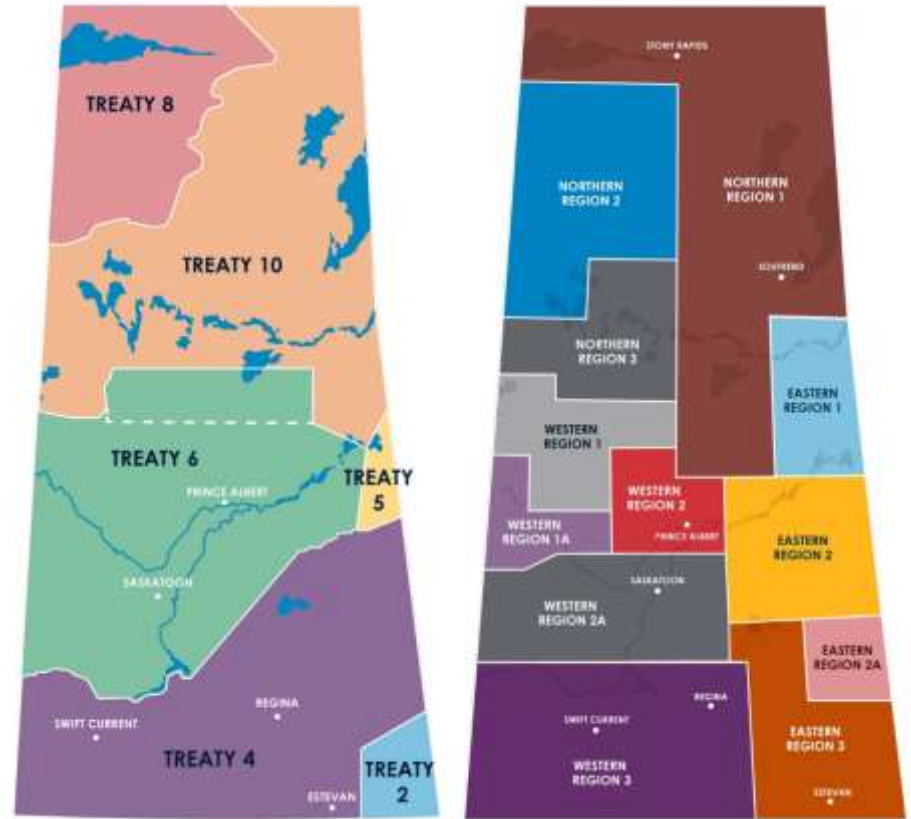 TREATY 8
TREATY 10
TREATY 6
PRINCE ALBERT
TREATY
5
SASKATOON
REGINA
SWIFT CURRENT
TREATY 4
TREATY
2
ESTEVAN
STONY RAPIDS
NORTHERN
REGION 2
NORTHERN
REGION 1
SOUTHEND
NORTHERN
REGION 3
EASTERN
REGION 1
WESTERN
REGION 1
WESTERN
REGION 2
PRINCE ALBERT
WESTERN
REGION 1A
EASTERN
REGION 2
SASKATOON
WESTERN
REGION 2A
EASTERN
REGION 2A
REGINA
SWIFT CURRENT
EASTERN
REGION 3
WESTERN
REGION 3
ESTEVAN